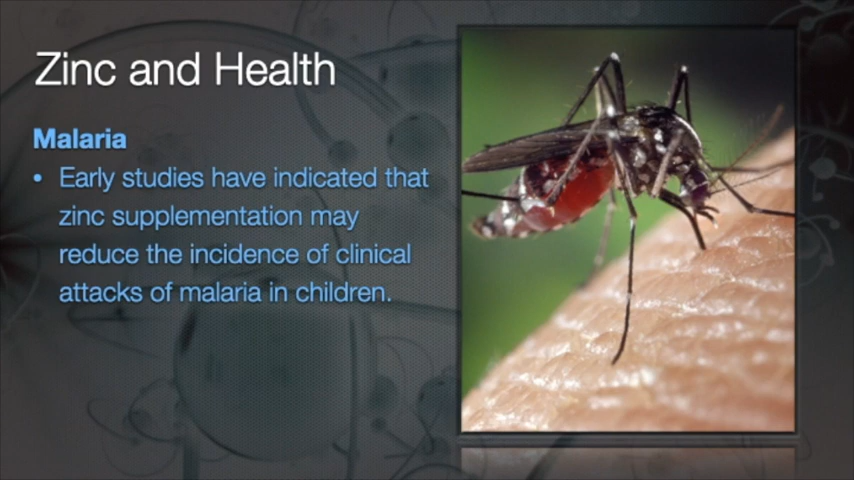 Zinc and Health
Malaria
• Early studies have indicated that
zinc supplementation may
reduce the incidence of clinical
attacks of malaria in children.